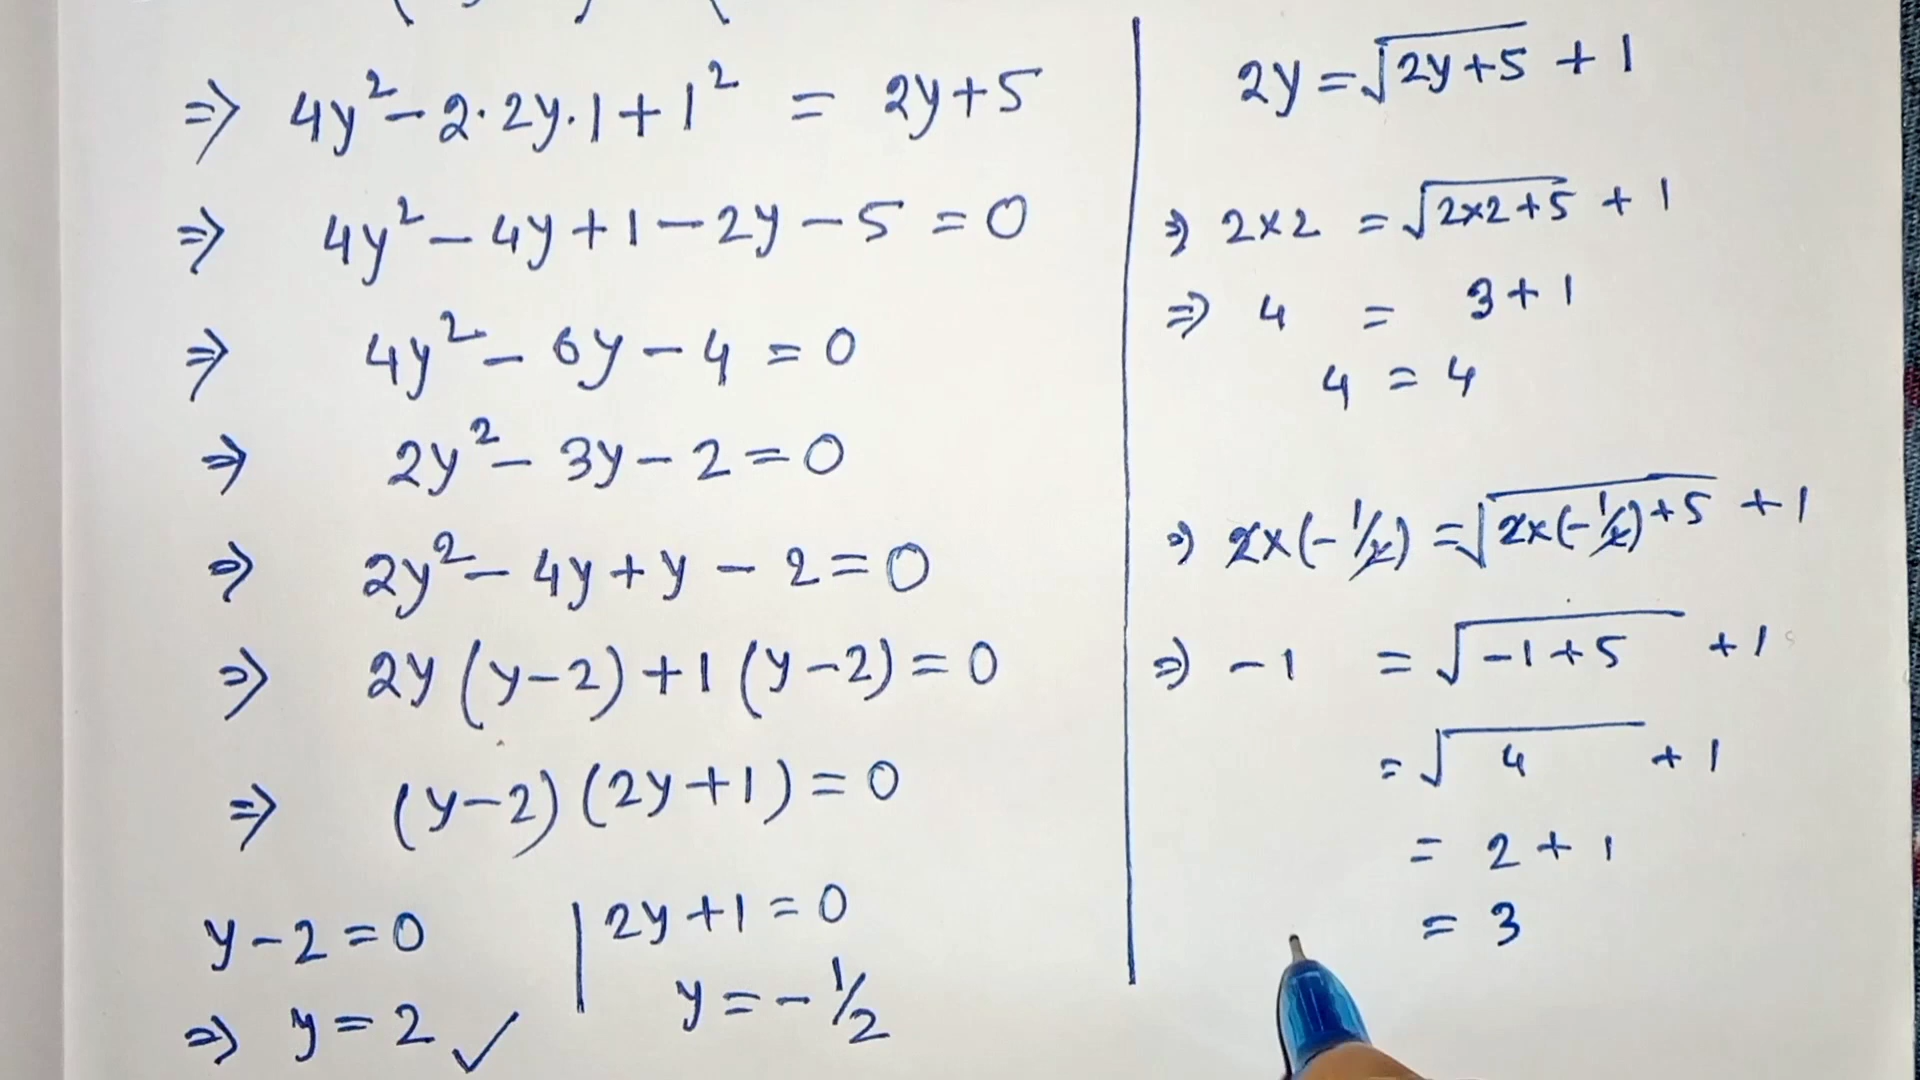 ⇒ 4y² - 2·2y·1 + 1² = 2y+5
⇒ 4y² - 4y + 1 - 2y - 5 = 0
⇒ 4y² - 6y - 4 = 0
⇒ 2y² - 3y - 2 = 0
⇒ 2y² - 4y + y - 2 = 0
⇒ 2y (y-2) + 1 (y-2) = 0
⇒ (y-2) (2y+1) = 0
y-2 = 0
⇒ y = 2 ✓
2y+1 = 0
y = -1/2
2y = √(2y+5) + 1
⇒ 2×2 = √(2×2+5) + 1
⇒ 4 = 3+1
4 = 4
⇒ 2×(-1/2) = √(2×(-1/2)+5) + 1
⇒ -1 = √(-1+5) + 1
= √4 + 1
= 2 + 1
= 3